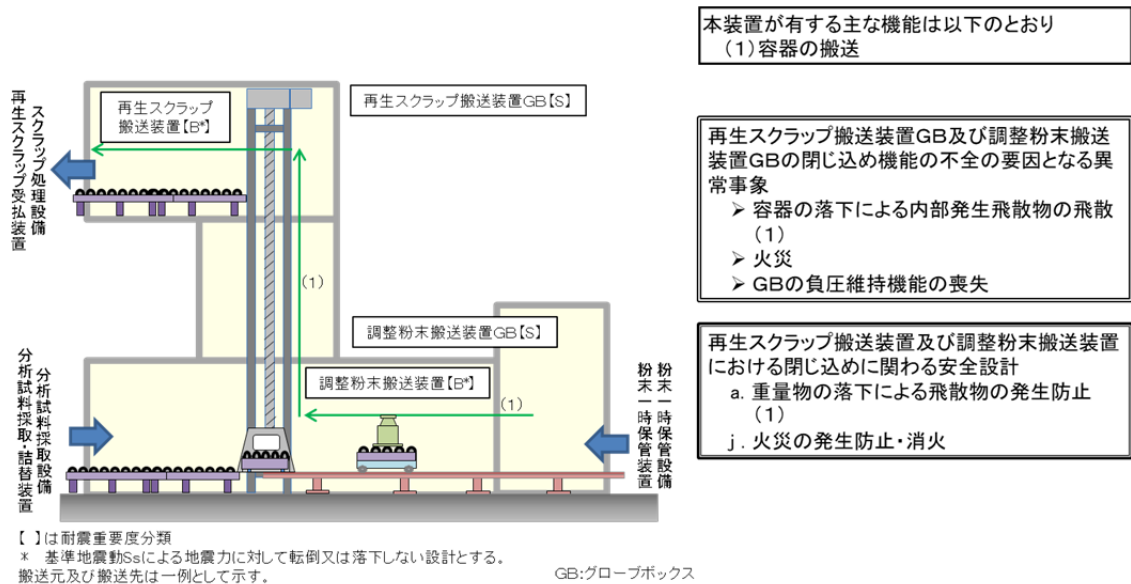 本装置が有する主な機能は以下のとおり
(1)容器の搬送
再生スクラップ搬送装置GB及び調整粉末搬送
装置GBの閉じ込め機能の不全の要因となる異
常事象
➢ 容器の落下による内部発生飛散物の飛散
(1)
➢ 火災
➢ GBの負圧維持機能の喪失
再生スクラップ搬送装置及び調整粉末搬送装置
における閉じ込めに関わる安全設計
a. 重量物の落下による飛散物の発生防止
(1)
j. 火災の発生防止・消火
スクラップ処理設備
再生スクラップ受払装置
再生スクラップ
搬送装置【B*】
再生スクラップ搬送装置GB【S】
(1)
調整粉末搬送装置GB【S】
調整粉末搬送装置【B*】
(1)
分析試料採取設備
分析試料採取・詰替装置
粉末一時保管設備
粉末一時保管装置
【 】は耐震重要度分類
* 基準地震動Ssによる地震力に対して転倒又は落下しない設計とする。
搬送元及び搬送先は一例として示す。
GB:グローブボックス